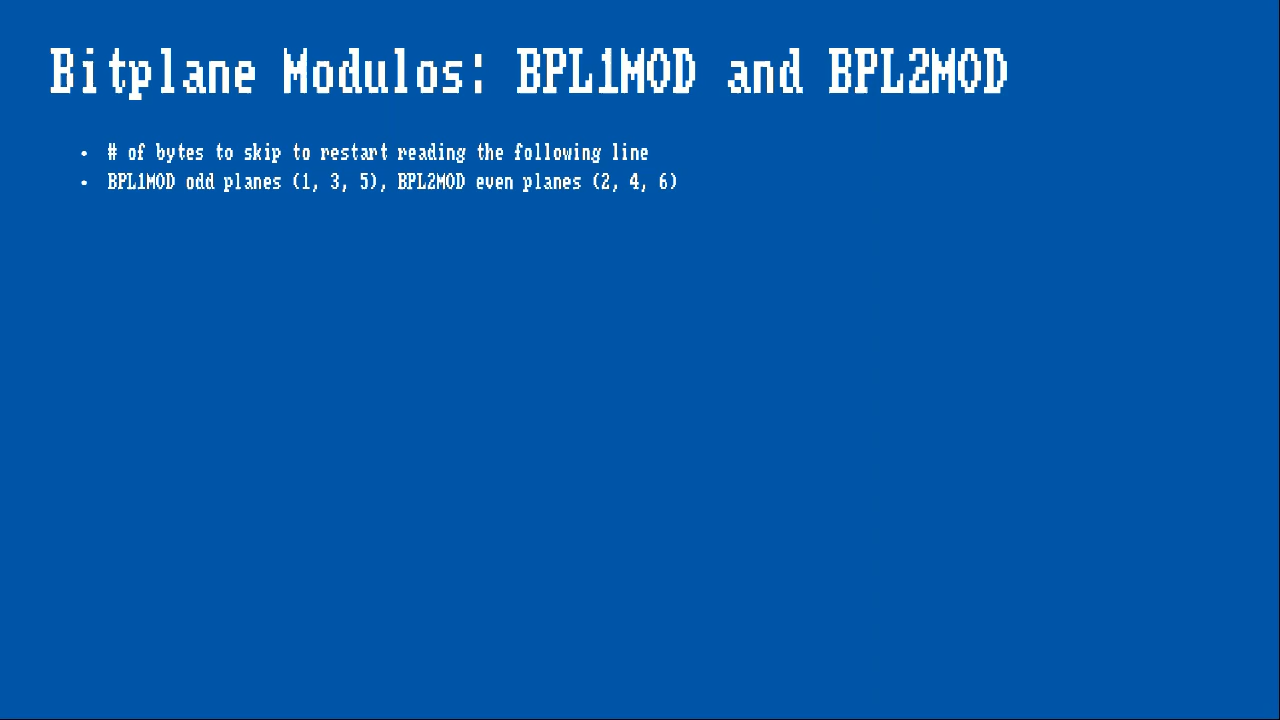 Bitplane Modulos: BPL1MOD and BPL2MOD
• # of bytes to skip to restart reading the following line
• BPL1MOD odd planes (1, 3, 5), BPL2MOD even planes (2, 4, 6)